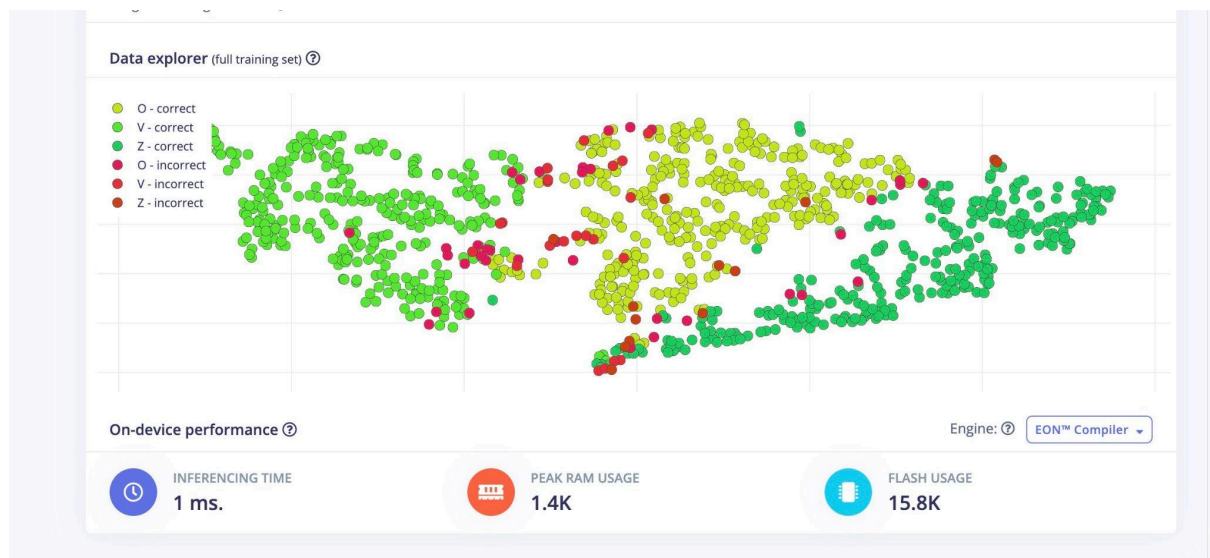 Data explorer (full training set) ?
O - correct
V - correct
Z - correct
O - incorrect
V - incorrect
Z - incorrect
On-device performance ?
Engine: ? EON™ Compiler
INFERENCING TIME
1 ms.
PEAK RAM USAGE
1.4K
FLASH USAGE
15.8K